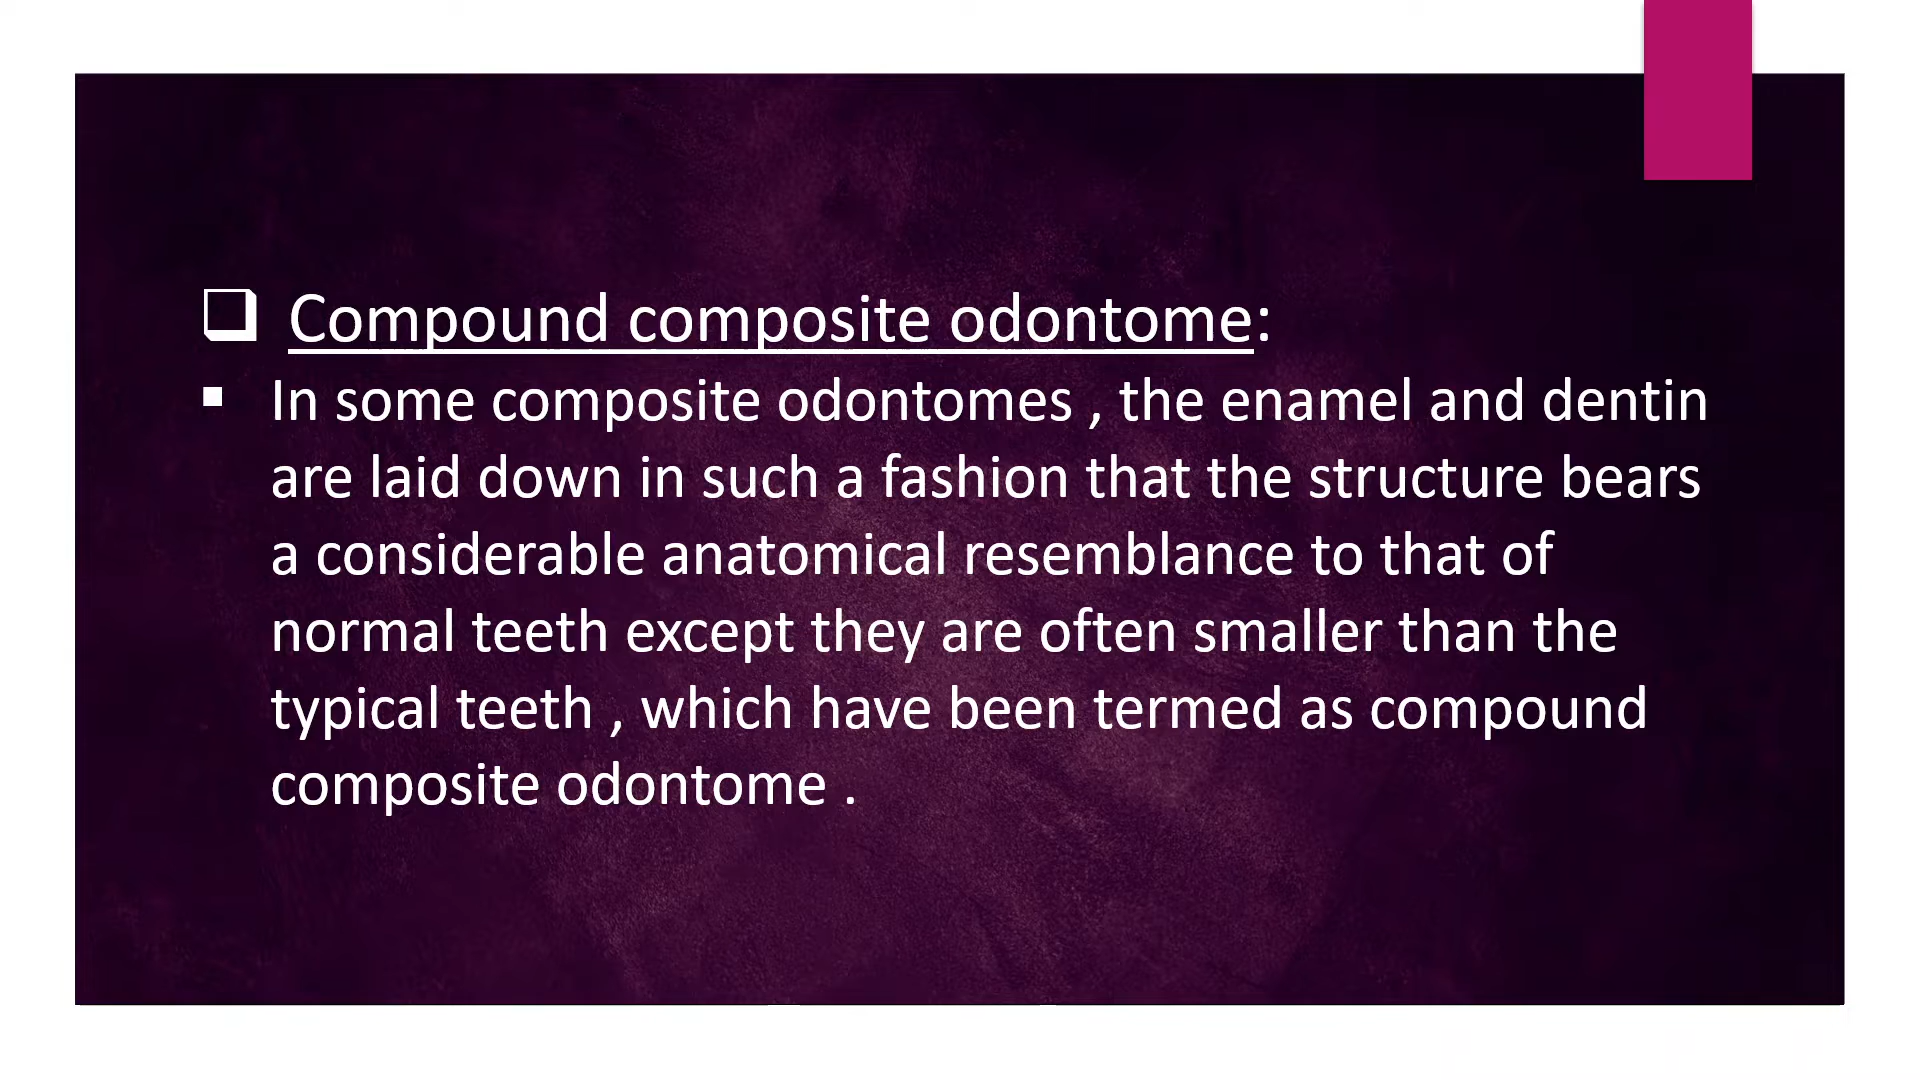 ❑ Compound composite odontome:
▪ In some composite odontomes , the enamel and dentin
are laid down in such a fashion that the structure bears
a considerable anatomical resemblance to that of
normal teeth except they are often smaller than the
typical teeth , which have been termed as compound
composite odontome .